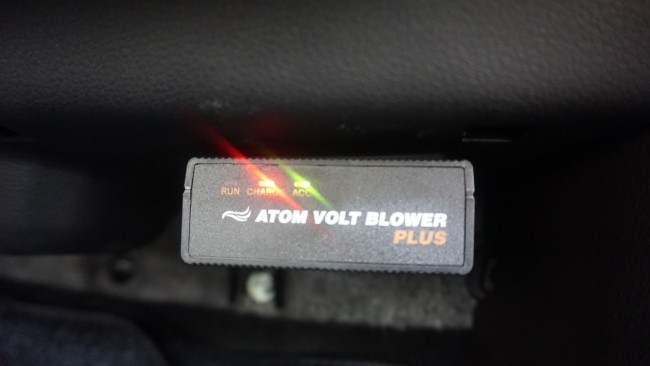 RUN CHARGE ACC
ATOM VOLT BLOWER
PLUS